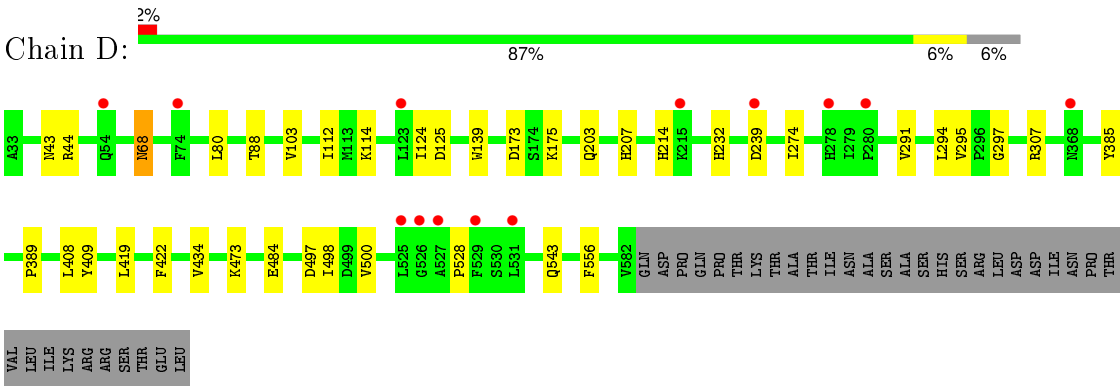 2%
Chain D:
87% 6% 6%
A33 N43 R44 Q54 N68 F74 L80 T88 V103 I112 M113 K114 L123 I124 D125 W139 D173 S174 K175 Q203 H207 H214 K215 H232 D239 I274 H278 I279 P280 V291 L294 V295 P296 G297 R307 N368 Y385
P389 L408 Y409 L419 F422 V434 K473 E484 D497 I498 D499 V500 L525 G526 A527 P528 F529 S530 L531 Q543 F556 V582 GLN ASP PRO GLN PRO THR LYS THR ALA THR ILE ASN ALA SER ALA SER HIS SER ARG LEU ASP ASP ILE ASN PRO THR
VAL LEU ILE LYS ARG ARG SER THR GLU LEU